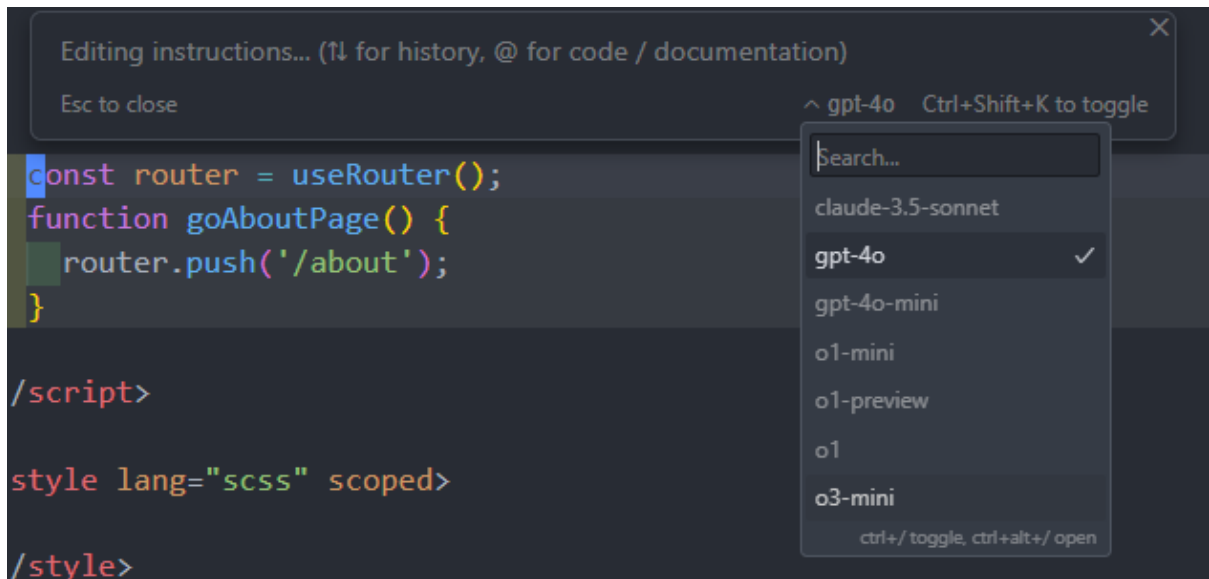 Editing instructions... (⇅ for history, @ for code / documentation)
Esc to close
gpt-4o Ctrl+Shift+K to toggle
Search...
claude-3.5-sonnet
gpt-4o
gpt-4o-mini
o1-mini
o1-preview
o1
o3-mini
ctrl+/ toggle, ctrl+alt+/ open
const router = useRouter();
function goAboutPage() {
  router.push('/about');
}
/script>
style lang="scss" scoped>
/style>